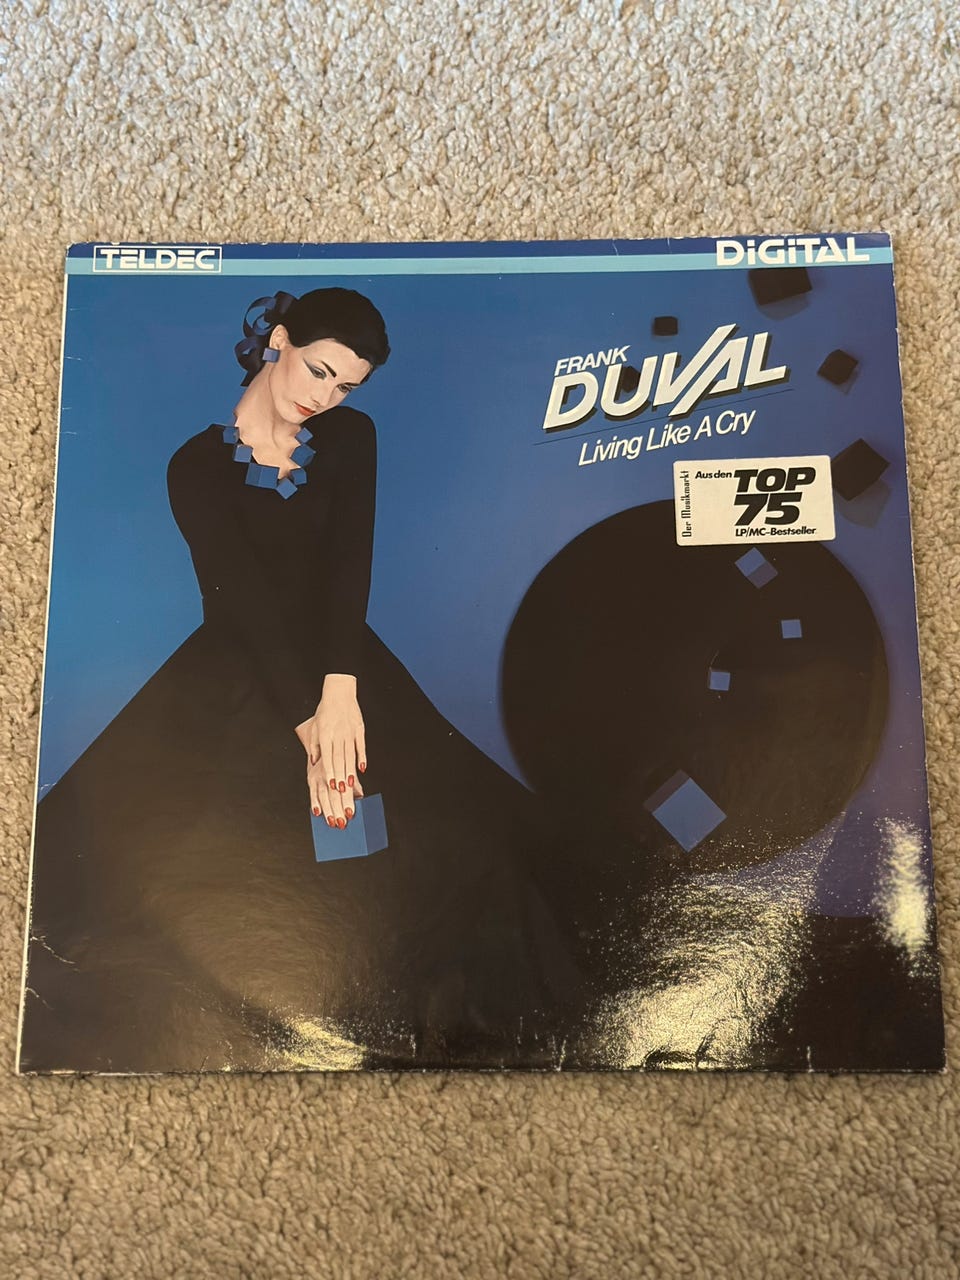 TELDEC
DiGiTAL
FRANK
DUVAL
Living Like A Cry
Der Musikmarkt
Aus den TOP
75
LP/MC-Bestseller